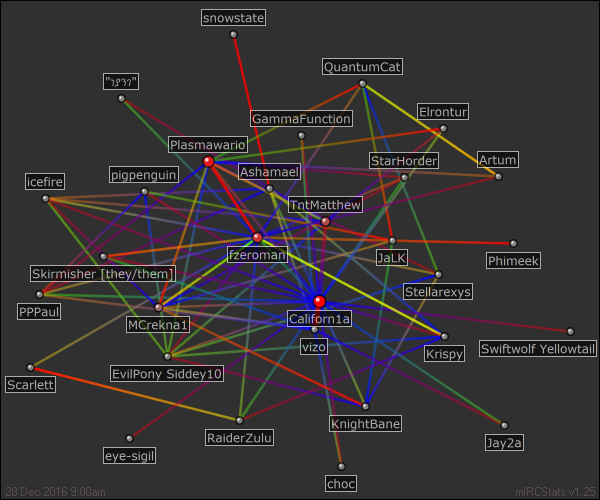 snowstate
QuantumCat
Elrontur
GammaFunction
Plasmawario
StarHorder
Artum
pigpenguin
Ashamael
icefire
TntMatthew
fzeroman
JaLK
Phimeek
Skirmisher [they/them]
Stellarexys
PPPaul
MCrekna1
Californ1a
vizo
Krispy
Swiftwolf Yellowtail
EvilPony Siddey10
Scarlett
RaiderZulu
KnightBane
Jay2a
eye-sigil
choc
28 Dec 2016 9:00am
mIRCStats v1.25